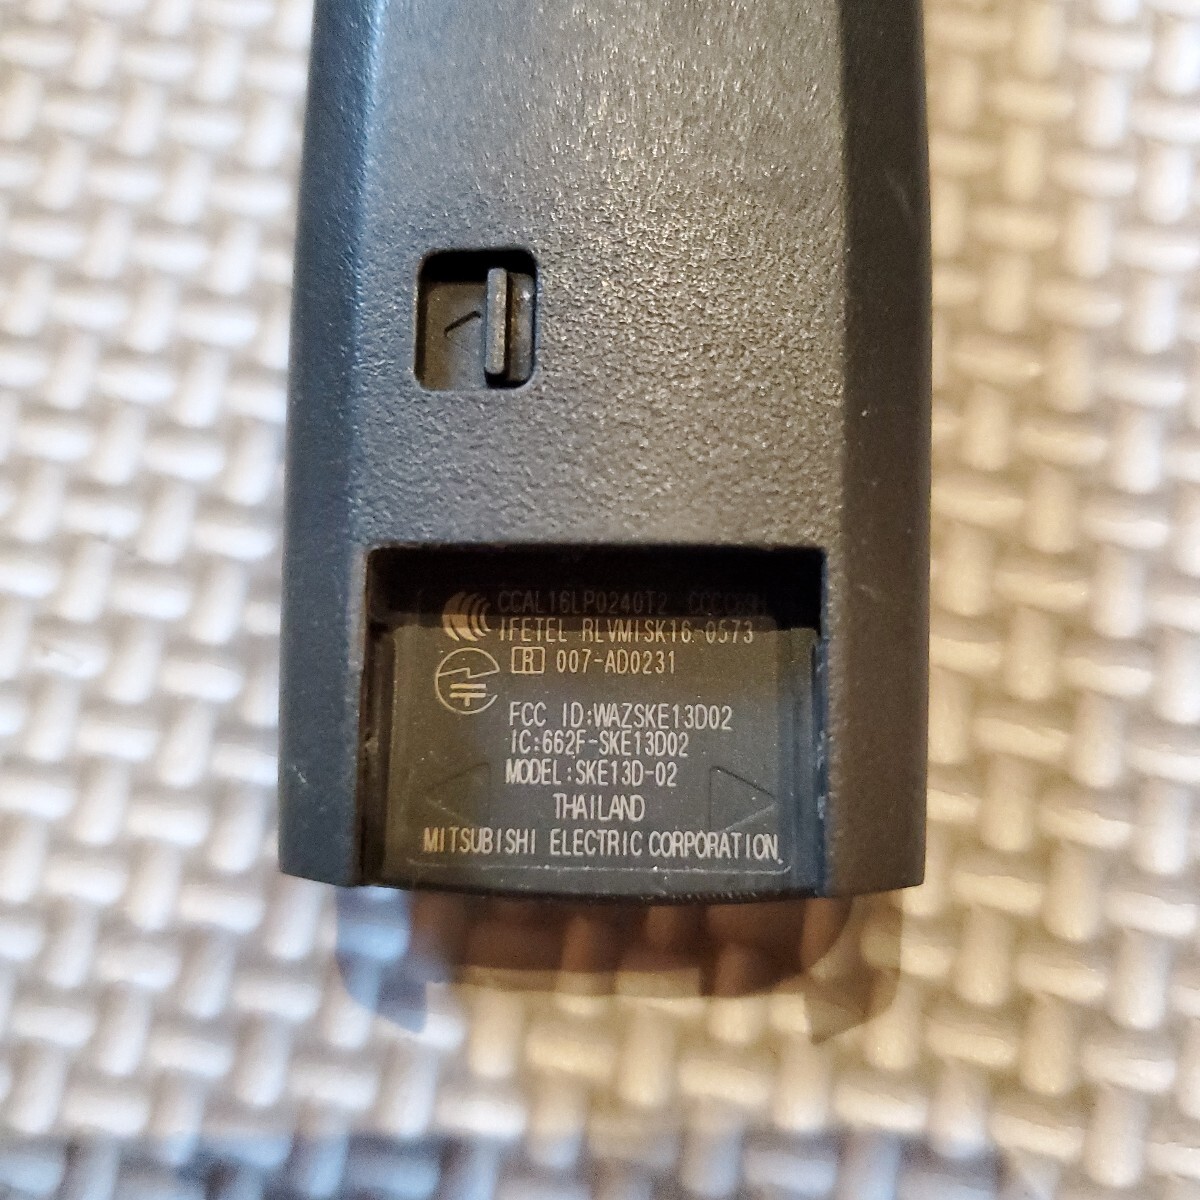 CCAL16LP0240T2
IFETEL RLVMISK16-0573
R 007-AD0231
FCC ID:WAZSKE13D02
IC:662F-SKE13D02
MODEL:SKE13D-02
THAILAND
MITSUBISHI ELECTRIC CORPORATION